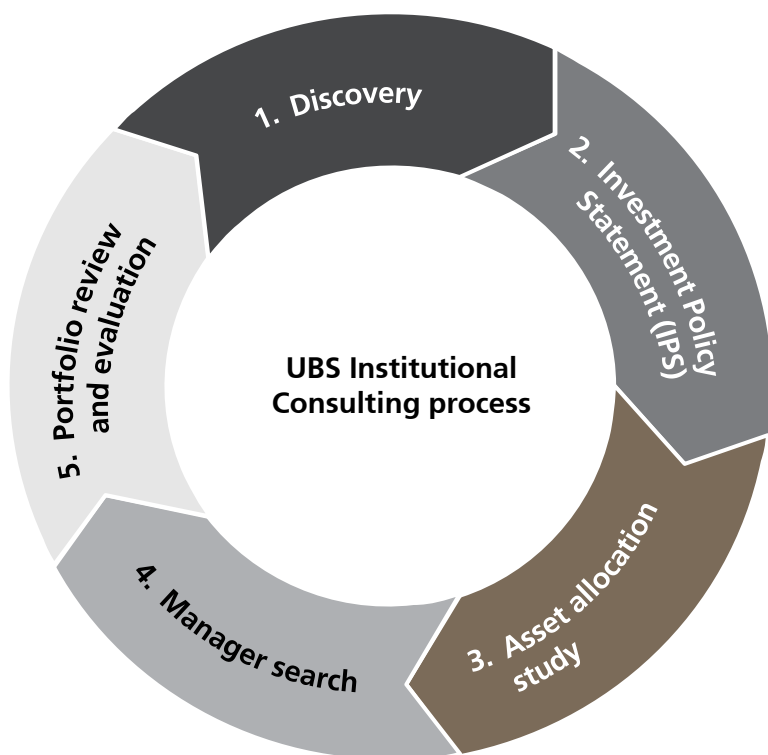 1. Discovery
2. Investment Policy
Statement (IPS)
3. Asset allocation
study
4. Manager search
5. Portfolio review
and evaluation
UBS Institutional
Consulting process